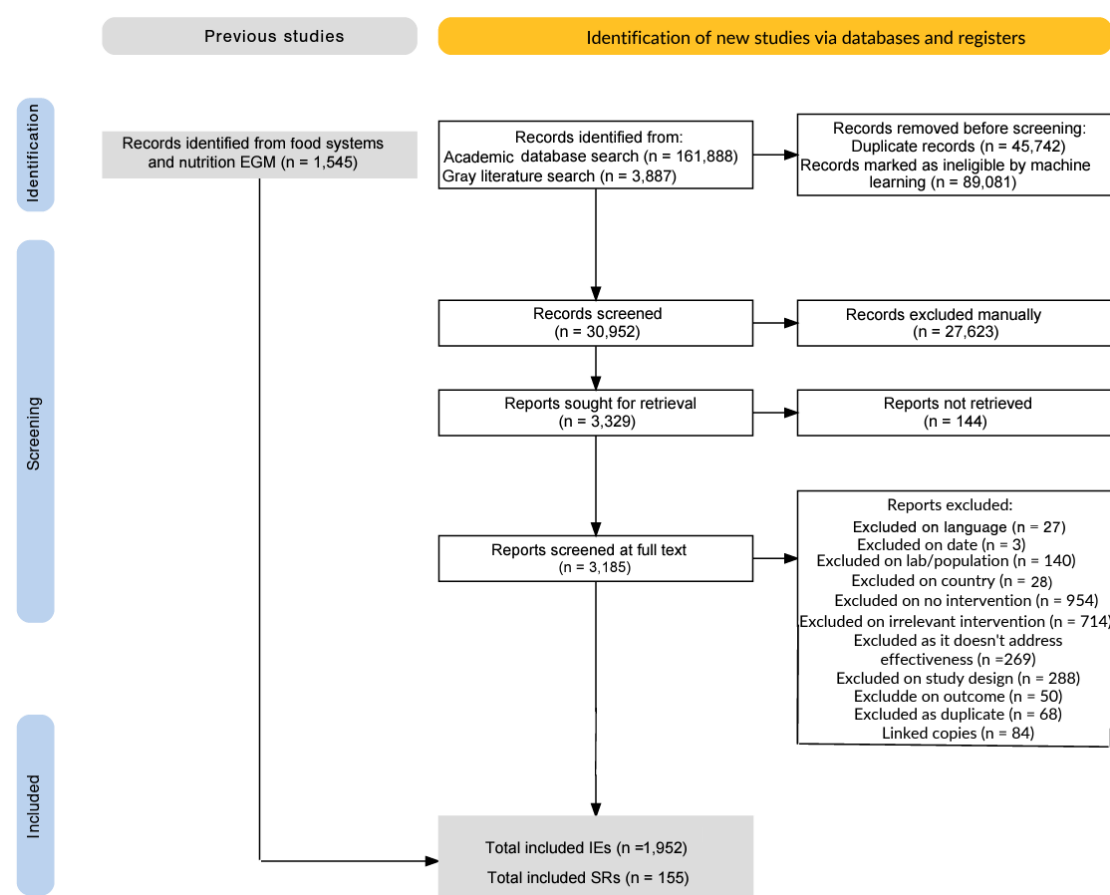 Previous studies
Identification of new studies via databases and registers
Identification
Records identified from food systems
and nutrition EGM (n = 1,545)
Records identified from:
Academic database search (n = 161,888)
Gray literature search (n = 3,887)
Records removed before screening:
Duplicate records (n = 45,742)
Records marked as ineligible by machine
learning (n = 89,081)
Screening
Records screened
(n = 30,952)
Records excluded manually
(n = 27,623)
Reports sought for retrieval
(n = 3,329)
Reports not retrieved
(n = 144)
Reports screened at full text
(n = 3,185)
Reports excluded:
Excluded on language (n = 27)
Excluded on date (n = 3)
Excluded on lab/population (n = 140)
Excluded on country (n = 28)
Excluded on no intervention (n = 954)
Excluded on irrelevant intervention (n = 714)
Excluded as it doesn't address
effectiveness (n =269)
Excluded on study design (n = 288)
Excludde on outcome (n = 50)
Excluded as duplicate (n = 68)
Linked copies (n = 84)
Included
Total included IEs (n =1,952)
Total included SRs (n = 155)